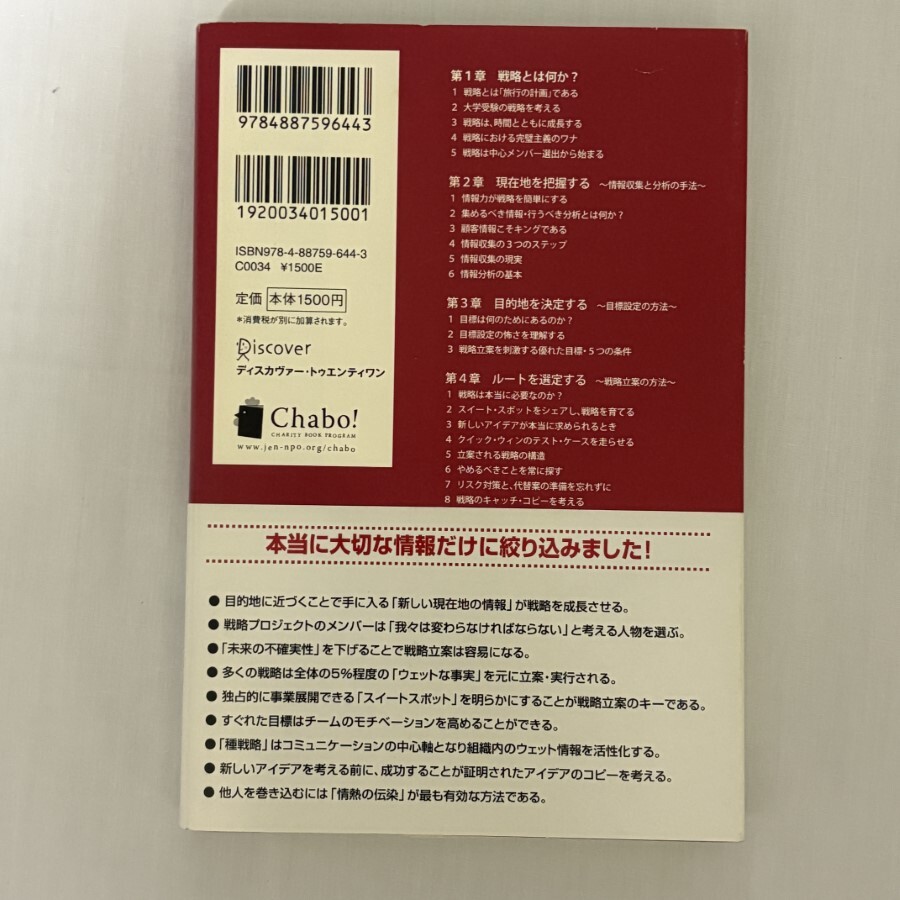 9784887596443
1920034015001
ISBN978-4-88759-644-3
C0034 ¥1500E
定価 本体1500円
*消費税が別に加算されます。
Discover
ディスカヴァー・トゥエンティワン
Chabo!
CHARITY BOOK PROGRAM
www.jen-npo.org/chabo
第1章 戦略とは何か?
1 戦略とは「旅行の計画」である
2 大学受験の戦略を考える
3 戦略は、時間とともに成長する
4 戦略における完璧主義のワナ
5 戦略は中心メンバー選出から始まる
第2章 現在地を把握する ～情報収集と分析の手法～
1 情報力が戦略を簡単にする
2 集めるべき情報・行うべき分析とは何か?
3 顧客情報こそキングである
4 情報収集の3つのステップ
5 情報収集の現実
6 情報分析の基本
第3章 目的地を決定する ～目標設定の方法～
1 目標は何のためにあるのか?
2 目標設定の怖さを理解する
3 戦略立案を刺激する優れた目標・5つの条件
第4章 ルートを選定する ～戦略立案の方法～
1 戦略は本当に必要なのか?
2 スイート・スポットをシェアし、戦略を育てる
3 新しいアイデアが本当に求められるとき
4 クイック・ウィンのテスト・ケースを走らせる
5 立案される戦略の構造
6 やめるべきことを常に探す
7 リスク対策と、代替案の準備を忘れずに
8 戦略のキャッチ・コピーを考える
本当に大切な情報だけに絞り込みました!
● 目的地に近づくことで手に入る「新しい現在地の情報」が戦略を成長させる。
● 戦略プロジェクトのメンバーは「我々は変わらなければならない」と考える人物を選ぶ。
● 「未来の不確実性」を下げることで戦略立案は容易になる。
● 多くの戦略は全体の5%程度の「ウェットな事実」を元に立案・実行される。
● 独占的に事業展開できる「スイートスポット」を明らかにすることが戦略立案のキーである。
● すぐれた目標はチームのモチベーションを高めることができる。
● 「種戦略」はコミュニケーションの中心軸となり組織内のウェット情報を活性化する。
● 新しいアイデアを考える前に、成功することが証明されたアイデアのコピーを考える。
● 他人を巻き込むには「情熱の伝染」が最も有効な方法である。